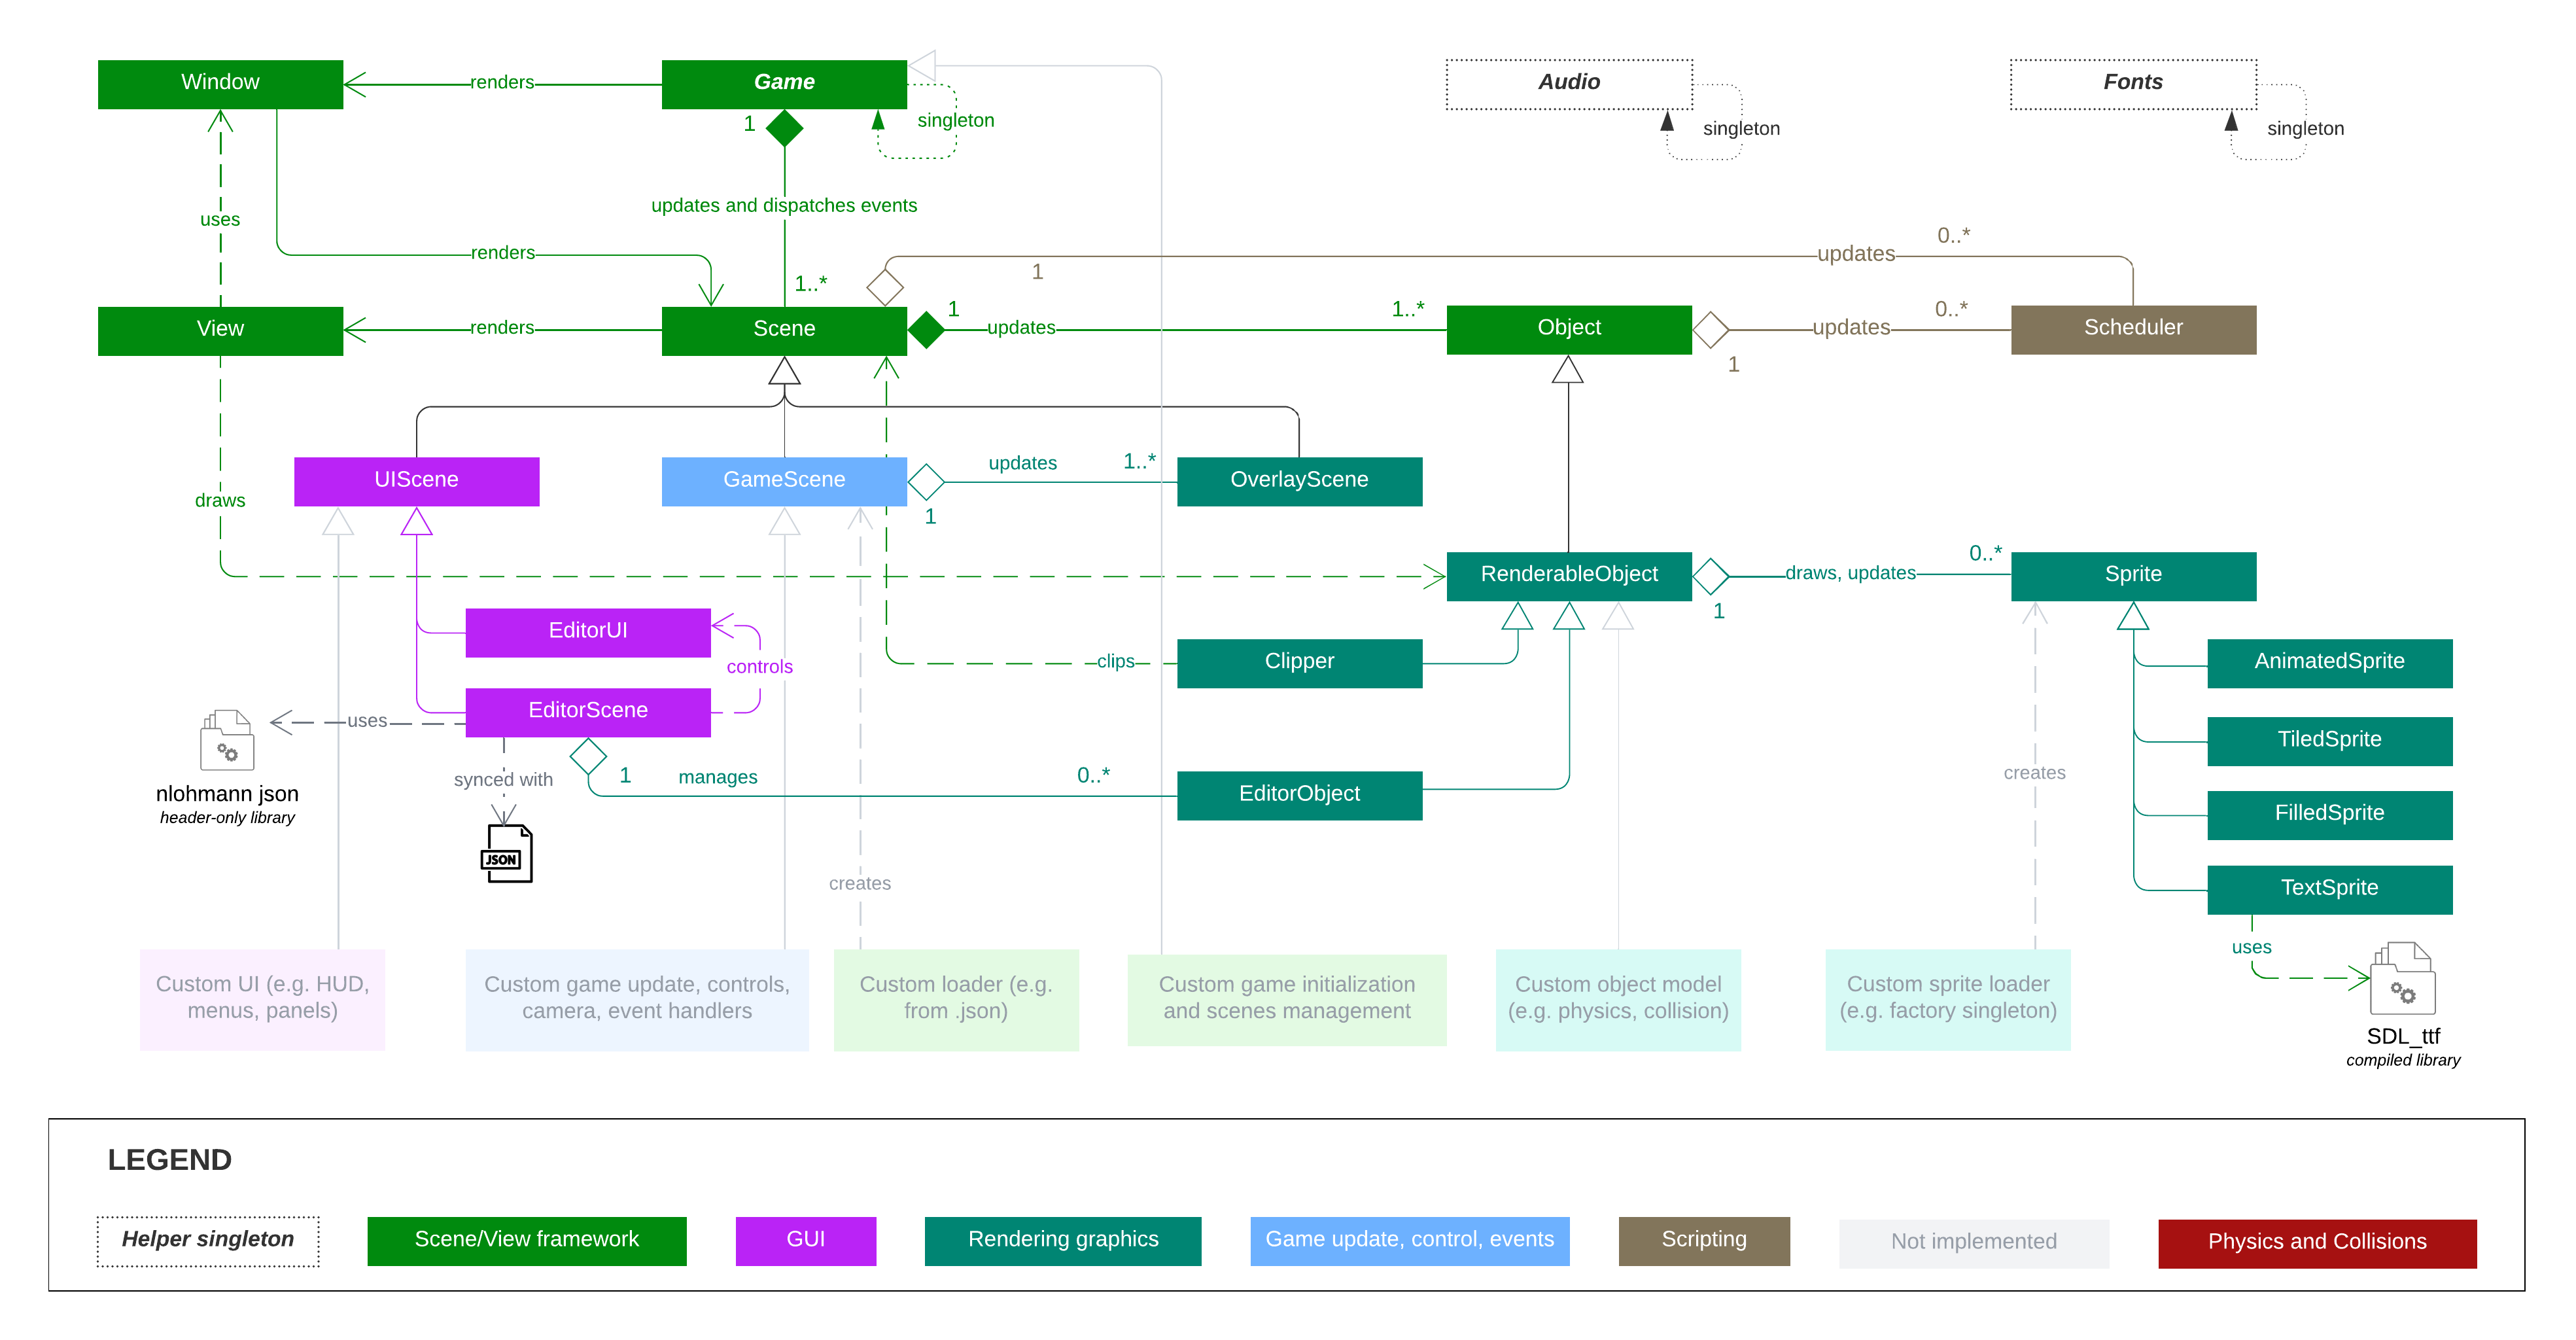 Window
renders
Game
Audio
Fonts
1
singleton
singleton
singleton
uses
updates and dispatches events
renders
1..*
1
updates
0..*
View
renders
Scene
1
updates
1..*
Object
updates
0..*
1
Scheduler
UIScene
GameScene
updates
1..*
1
OverlayScene
draws
RenderableObject
draws, updates
0..*
1
Sprite
EditorUI
controls
clips
Clipper
AnimatedSprite
EditorScene
uses
TiledSprite
nlohmann json
header-only library
synced with
1
manages
0..*
EditorObject
creates
FilledSprite
JSON
creates
TextSprite
uses
Custom UI (e.g. HUD,
menus, panels)
Custom game update, controls,
camera, event handlers
Custom loader (e.g.
from .json)
Custom game initialization
and scenes management
Custom object model
(e.g. physics, collision)
Custom sprite loader
(e.g. factory singleton)
SDL_ttf
compiled library
LEGEND
Helper singleton
Scene/View framework
GUI
Rendering graphics
Game update, control, events
Scripting
Not implemented
Physics and Collisions